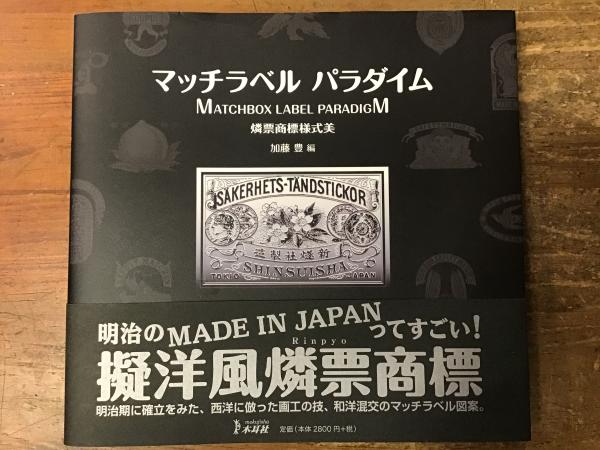 マッチラベル パラダイム
MATCHBOX LABEL PARADIGM
燐票商標様式美
加藤 豊 編
SÄKERHETS-TÄNDSTICKOR
造製社燧新
SHINSUISHA
TOKIO JAPAN
明治のMADE IN JAPANってすごい!
Rinpyo
擬洋風燐票商標
明治期に確立をみた、西洋に倣った画工の技、和洋混交のマッチラベル図案。
mokujisha
木耳社
定価(本体2800円+税)